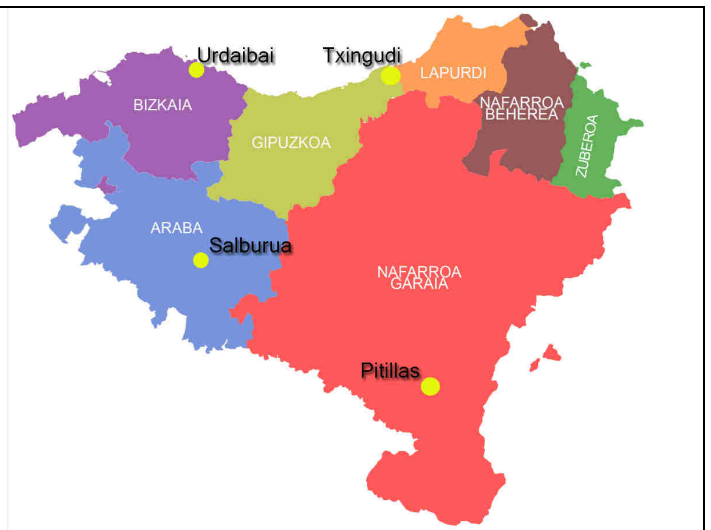 Urdaibai
Txingudi
LAPURDI
BIZKAIA
NAFARROA
BEHEREA
GIPUZKOA
ZUBEROA
ARABA
Salburua
NAFARROA
GARAIA
Pitillas